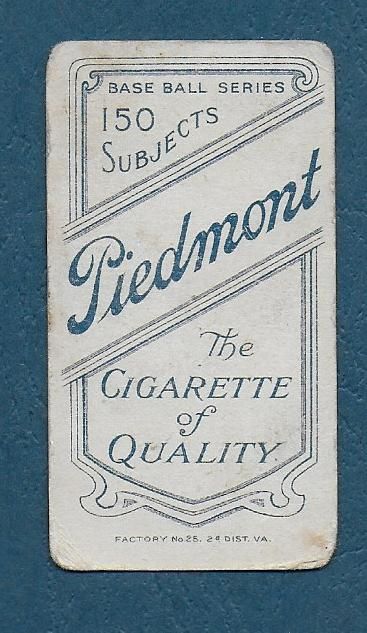 BASE BALL SERIES
150
SUBJECTS
Piedmont
The
CIGARETTE
of
QUALITY.
FACTORY No 25. 2d DIST. VA.